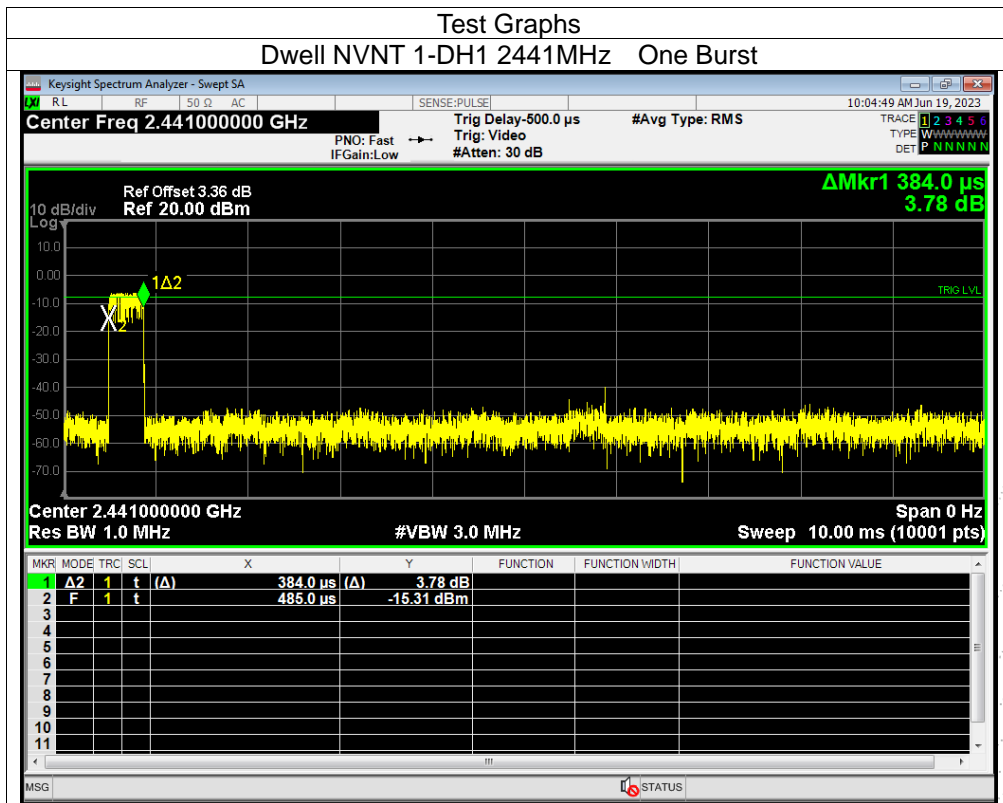 Test Graphs
Dwell NVNT 1-DH1 2441MHz One Burst
Keysight Spectrum Analyzer - Swept SA
LXI RL RF 50 Ω AC SENSE:PULSE 10:04:49 AM Jun 19, 2023
Center Freq 2.441000000 GHz
PNO: Fast
IFGain:Low
Trig Delay-500.0 µs
Trig: Video
#Atten: 30 dB
#Avg Type: RMS
TRACE 1 2 3 4 5 6
TYPE WWWWWW
DET P N N N N N
ΔMkr1 384.0 µs
3.78 dB
Ref Offset 3.36 dB
10 dB/div Ref 20.00 dBm
Log
10.0
0.00
-10.0
-20.0
-30.0
-40.0
-50.0
-60.0
-70.0
1Δ2
X2
TRIG LVL
Center 2.441000000 GHz Span 0 Hz
Res BW 1.0 MHz #VBW 3.0 MHz Sweep 10.00 ms (10001 pts)
MKR MODE TRC SCL X Y FUNCTION FUNCTION WIDTH FUNCTION VALUE
1 Δ2 1 t (Δ) 384.0 µs (Δ) 3.78 dB
2 F 1 t 485.0 µs -15.31 dBm
3
4
5
6
7
8
9
10
11
MSG STATUS